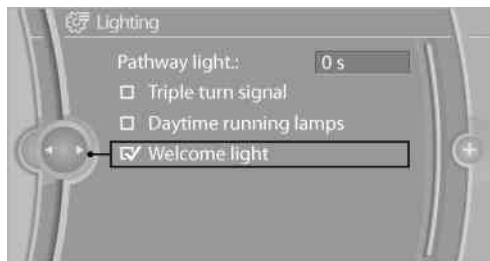 Lighting
Pathway light.: 0 s
Triple turn signal
Daytime running lamps
Welcome light